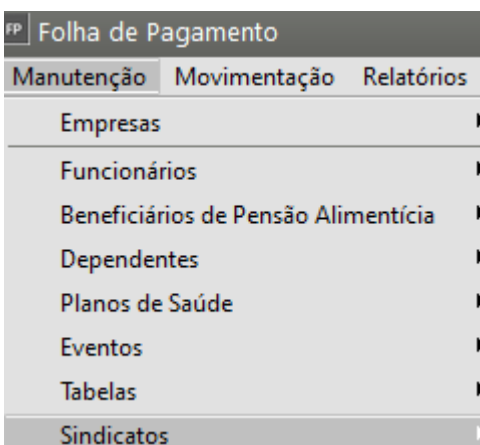 FP Folha de Pagamento
Manutenção Movimentação Relatórios
Empresas
Funcionários
Beneficiários de Pensão Alimentícia
Dependentes
Planos de Saúde
Eventos
Tabelas
Sindicatos